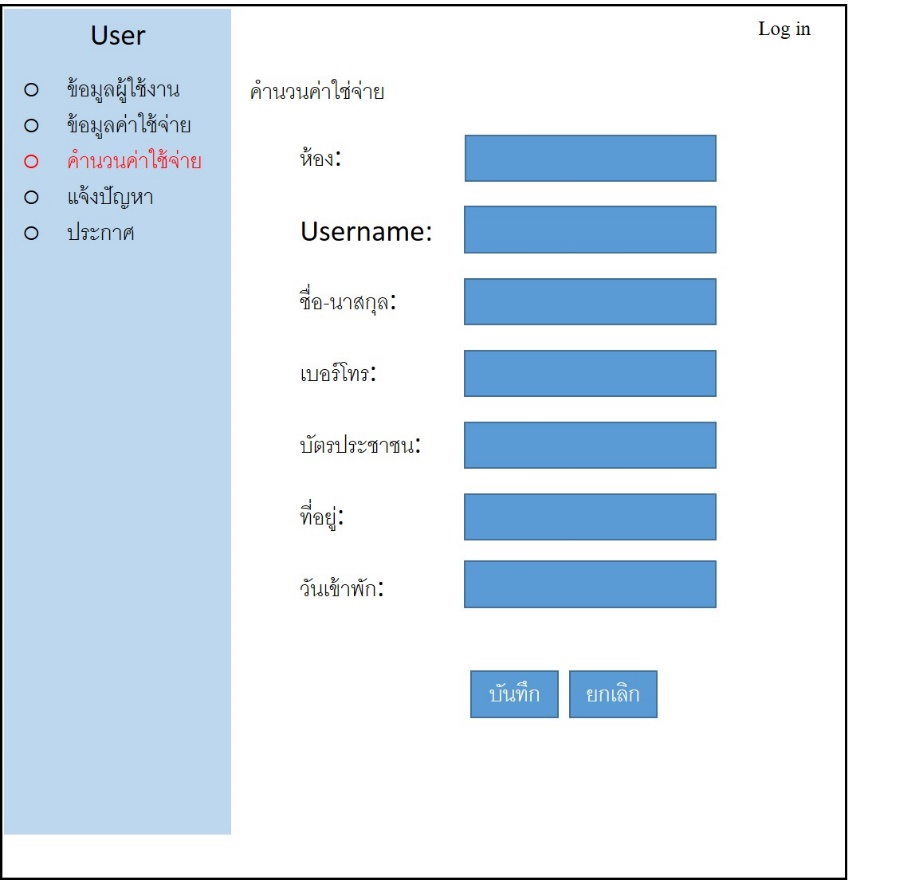 User
ข้อมูลผู้ใช้งาน
ข้อมูลค่าใช้จ่าย
คำนวนค่าใช้จ่าย
แจ้งปัญหา
ประกาศ
Log in
คำนวนค่าใช่จ่าย
ห้อง:
Username:
ชื่อ-นาสกุล:
เบอร์โทร:
บัตรประชาชน:
ที่อยู่:
วันเข้าพัก:
บันทึก ยกเลิก